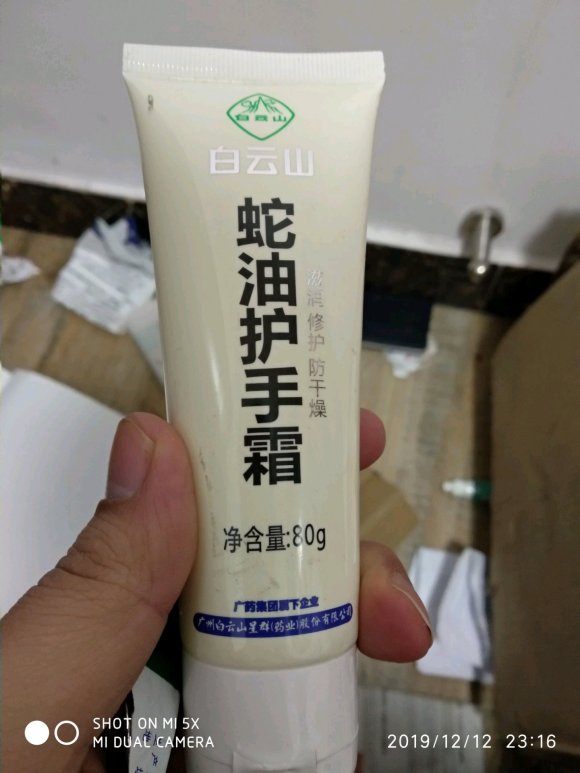 白云山
白云山
蛇油护手霜
滋润 修护 防干燥
净含量:80g
广药集团属下企业
广州白云山星群(药业)股份有限公司
SHOT ON MI 5X
MI DUAL CAMERA
2019/12/12 23:16